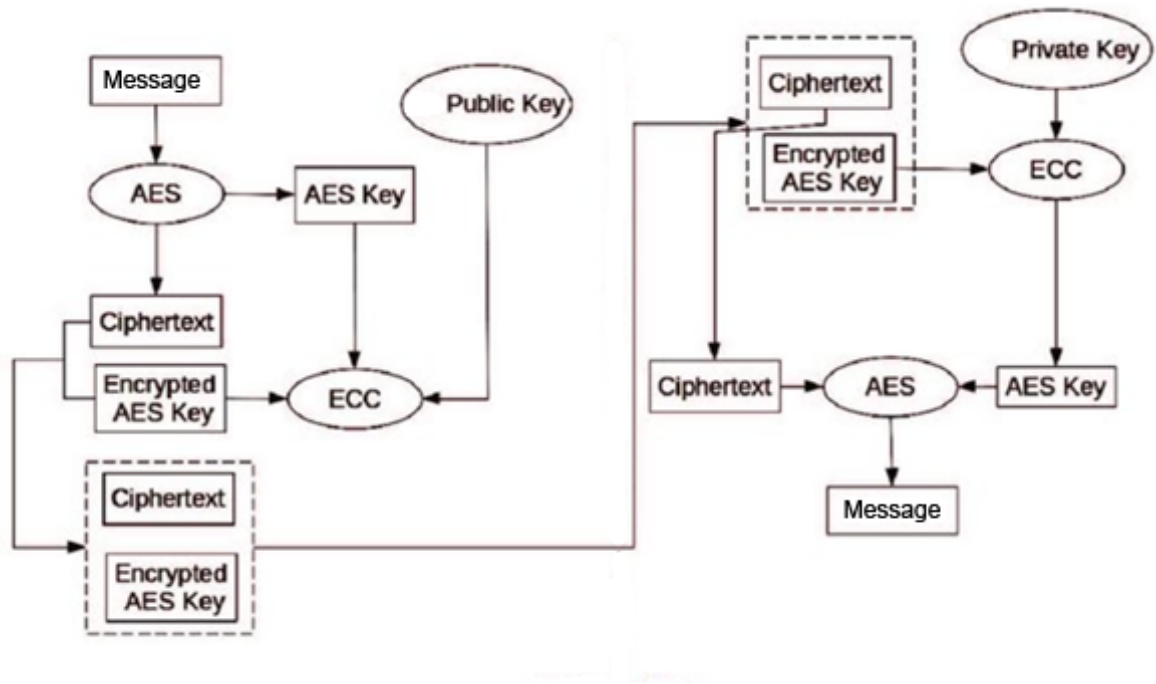 Message
Public Key
AES
AES Key
Ciphertext
Encrypted
AES Key
ECC
Ciphertext
Encrypted
AES Key
Private Key
Ciphertext
Encrypted
AES Key
ECC
Ciphertext
AES
AES Key
Message